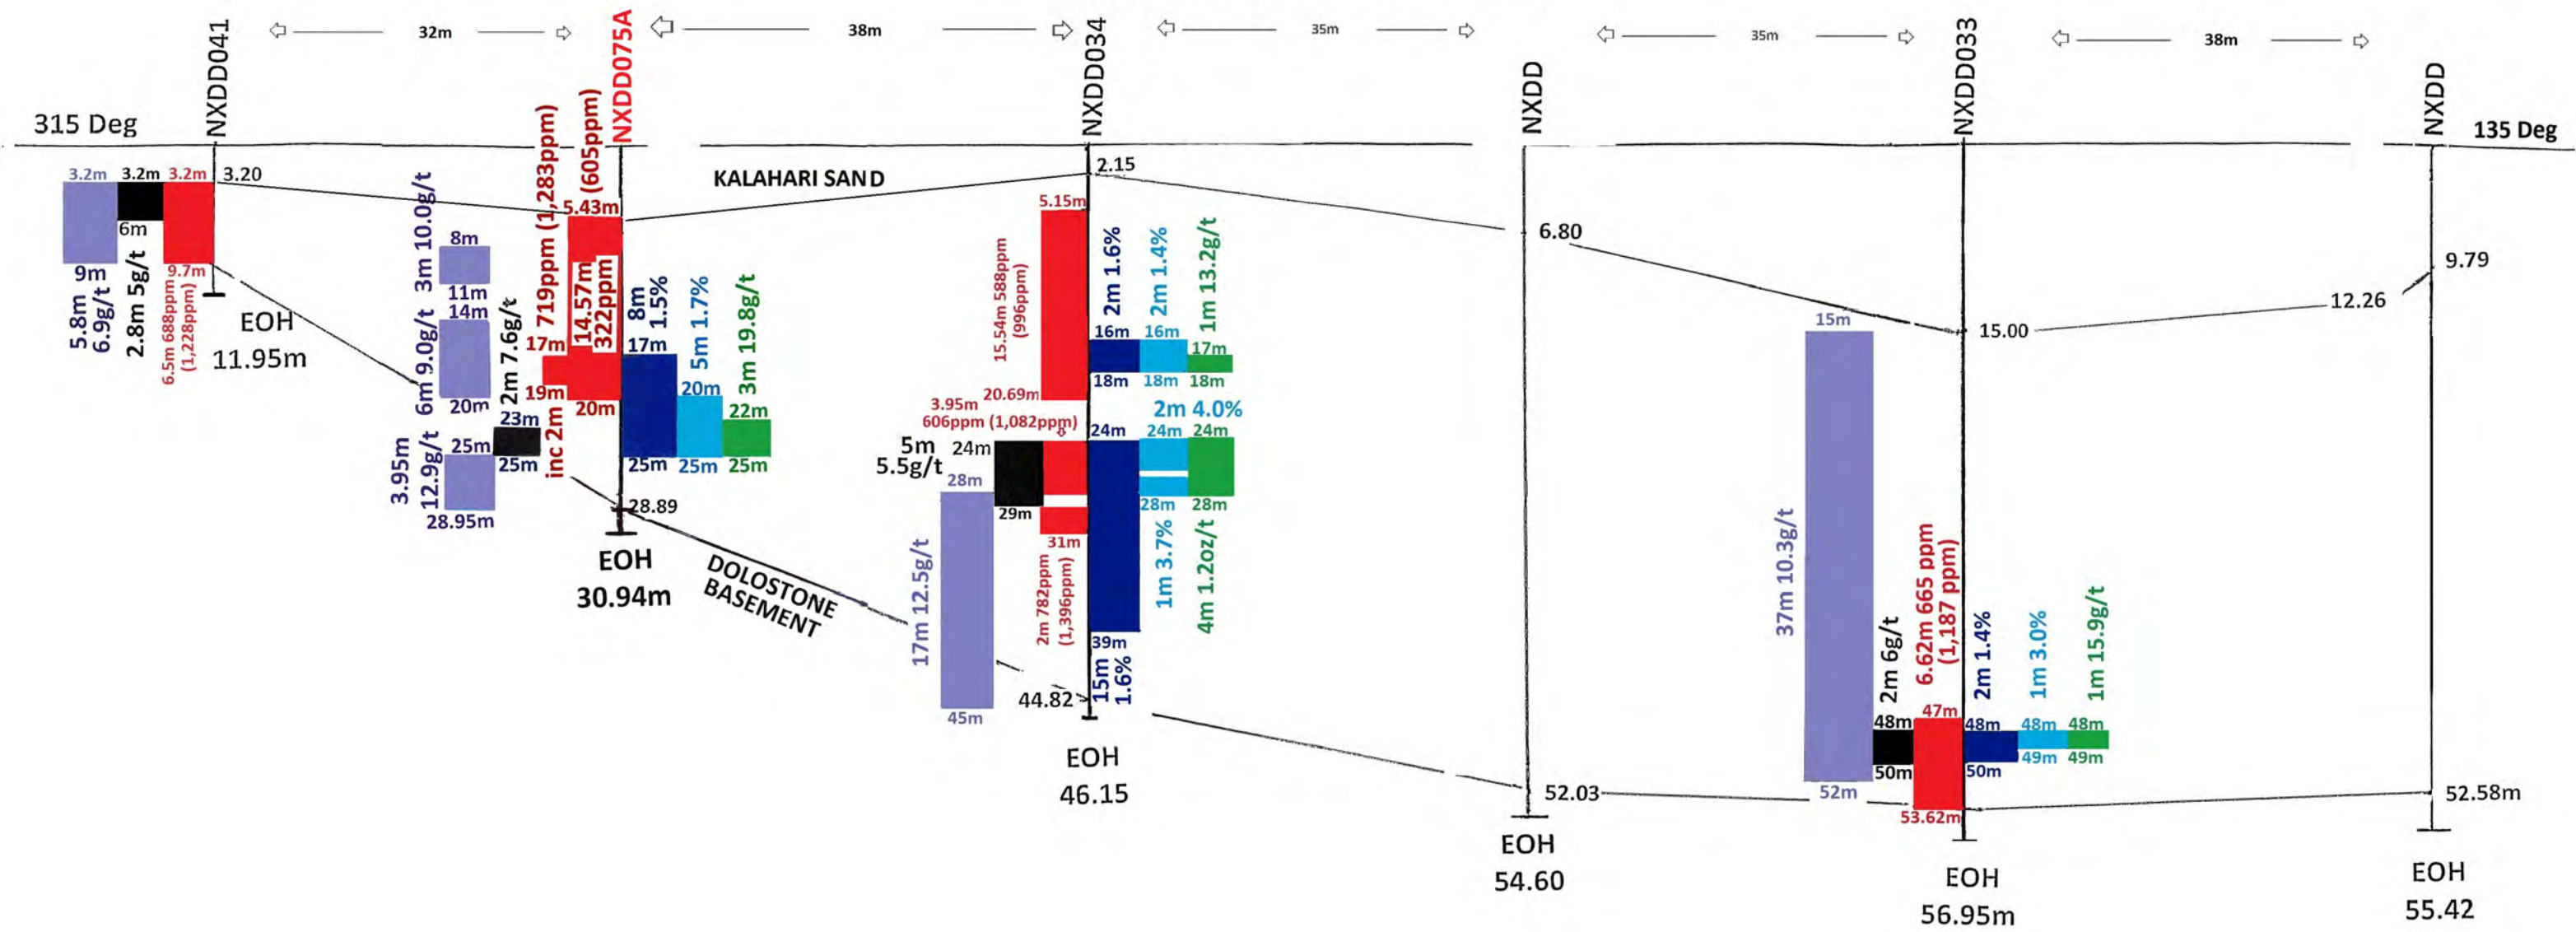 32m
38m
35m
35m
38m
NXDD041
NXDD075A
NXDD034
NXDD
NXDD033
NXDD
315 Deg
135 Deg
KALAHARI SAND
DOLOSTONE
BASEMENT
3.2m
3.2m
3.2m
3.20
6m
9m
9.7m
5.8m
6.9g/t
2.8m 5g/t
6.5m 688ppm
(1,228ppm)
EOH
11.95m
3m 10.0g/t
8m
11m
6m 9.0g/t
14m
20m
3.95m
12.9g/t
25m
28.95m
2m 7.6g/t
23m
25m
inc 2m 719ppm (1,283ppm)
17m
19m
14.57m (605ppm)
322ppm
5.43m
20m
8m
1.5%
17m
25m
5m 1.7%
20m
25m
3m 19.8g/t
22m
25m
28.89
EOH
30.94m
2.15
5.15m
15.54m 588ppm
(996ppm)
20.69m
3.95m
606ppm (1,082ppm)
5m
5.5g/t
24m
29m
28m
17m 12.5g/t
45m
31m
2m 782ppm
(1,396ppm)
2m 1.6%
16m
18m
2m 1.4%
16m
18m
1m 13.2g/t
17m
18m
2m 4.0%
24m
24m
24m
28m
28m
39m
15m
1.6%
1m 3.7%
4m 1.2oz/t
44.82
EOH
46.15
6.80
52.03
EOH
54.60
15m
15.00
37m 10.3g/t
52m
2m 6g/t
48m
50m
6.62m 665 ppm
(1,187 ppm)
47m
53.62m
2m 1.4%
48m
50m
1m 3.0%
48m
49m
1m 15.9g/t
48m
49m
EOH
56.95m
12.26
9.79
52.58m
EOH
55.42